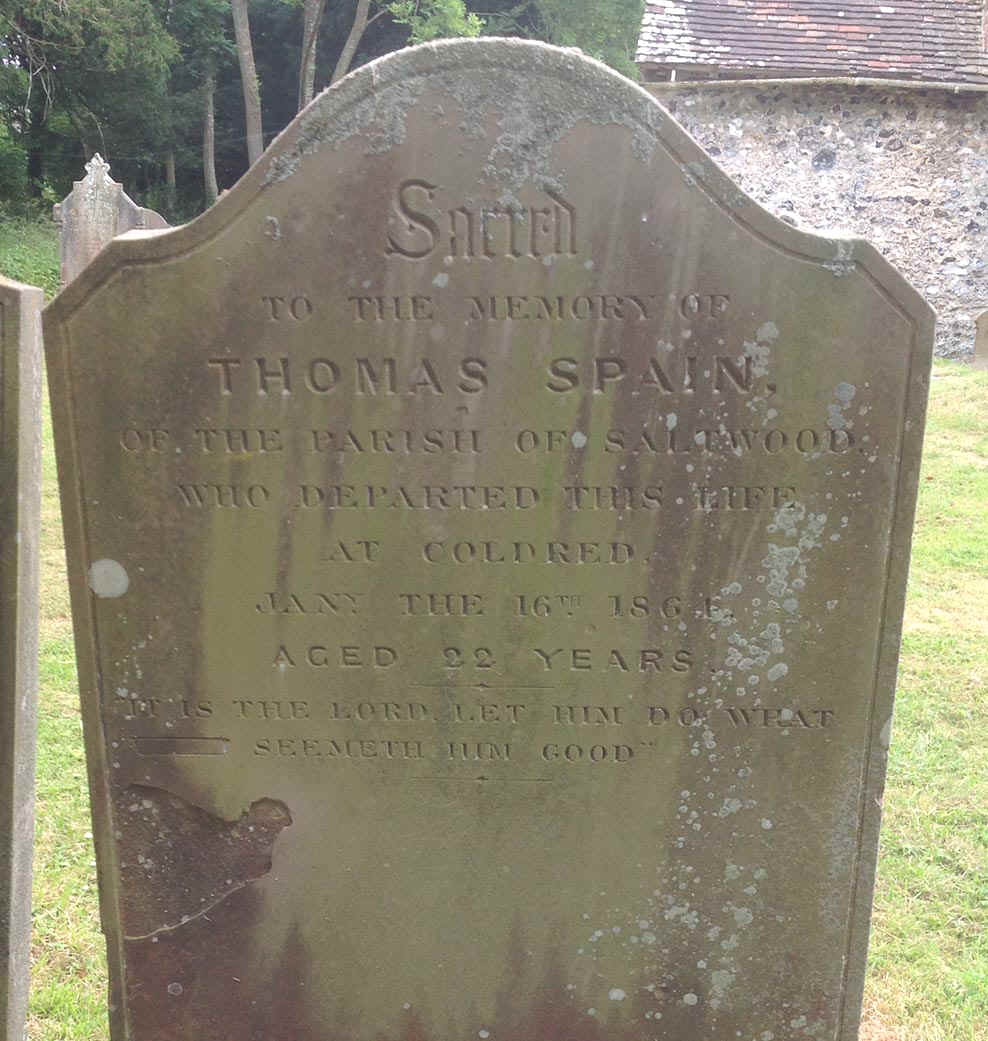 Sacred
TO THE MEMORY OF
THOMAS SPAIN,
OF THE PARISH OF SALTWOOD,
WHO DEPARTED THIS LIFE
AT COLDRED,
JANY THE 16TH 1864,
AGED 22 YEARS.
"IT IS THE LORD, LET HIM DO WHAT
SEEMETH HIM GOOD"